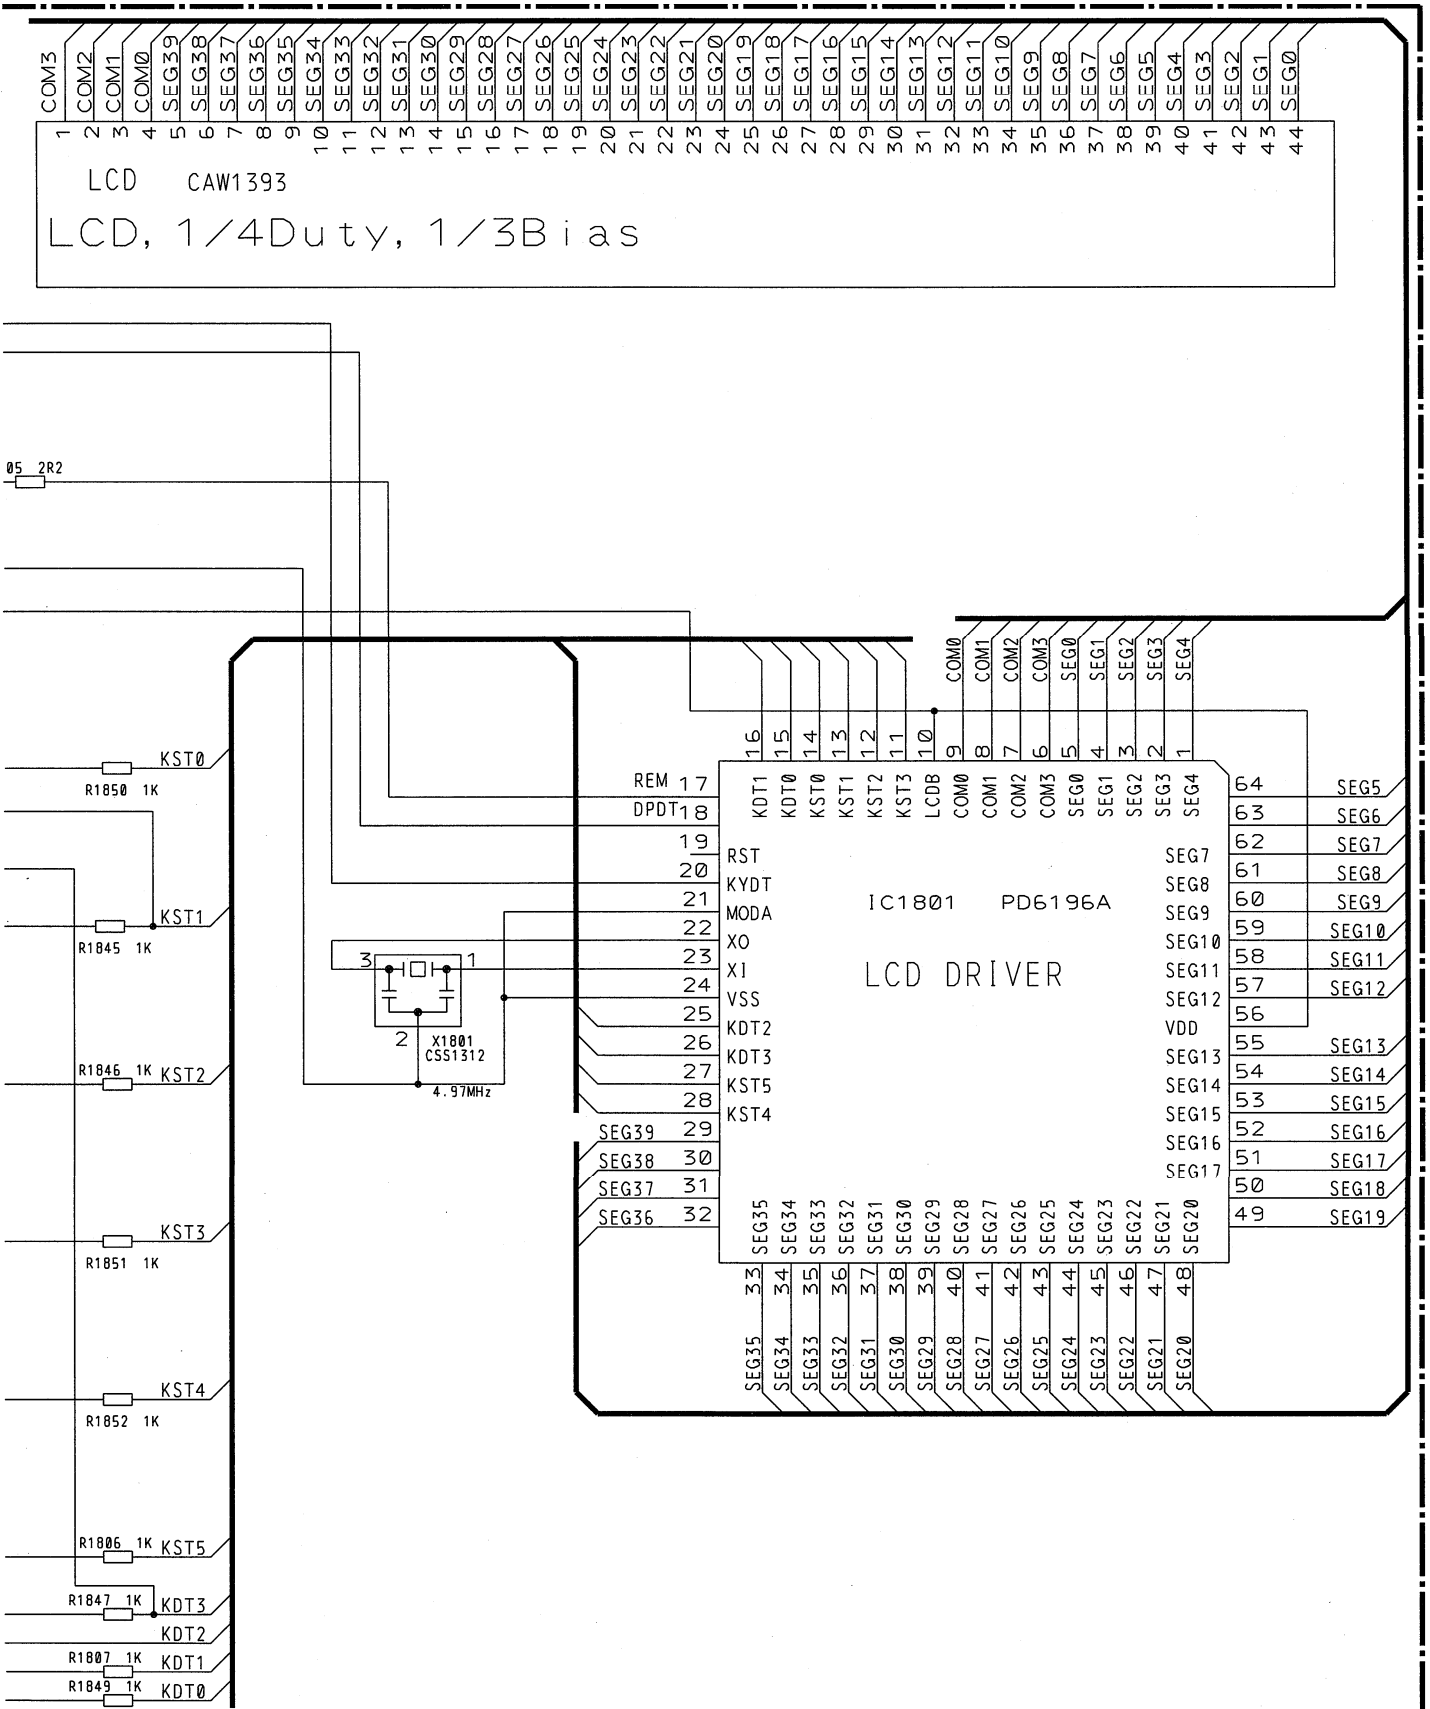 COM3 COM2 COM1 COM0 SEG39 SEG38 SEG37 SEG36 SEG35 SEG34 SEG33 SEG32 SEG31 SEG30 SEG29 SEG28 SEG27 SEG26 SEG25 SEG24 SEG23 SEG22 SEG21 SEG20 SEG19 SEG18 SEG17 SEG16 SEG15 SEG14 SEG13 SEG12 SEG11 SEG10 SEG9 SEG8 SEG7 SEG6 SEG5 SEG4 SEG3 SEG2 SEG1 SEG0
1 2 3 4 5 6 7 8 9 10 11 12 13 14 15 16 17 18 19 20 21 22 23 24 25 26 27 28 29 30 31 32 33 34 35 36 37 38 39 40 41 42 43 44
LCD CAW1393
LCD, 1/4Duty, 1/3Bias
05 2R2
COM0 COM1 COM2 COM3 SEG0 SEG1 SEG2 SEG3 SEG4
16 15 14 13 12 11 10 9 8 7 6 5 4 3 2 1
KDT1 KDT0 KST0 KST1 KST2 KST3 LCDB COM0 COM1 COM2 COM3 SEG0 SEG1 SEG2 SEG3 SEG4
KST0
R1850 1K
KST1
R1845 1K
R1846 1K KST2
KST3
R1851 1K
KST4
R1852 1K
R1806 1K KST5
R1847 1K KDT3
KDT2
R1807 1K KDT1
R1849 1K KDT0
3 1
2 X1801
CSS1312
4.97MHz
REM 17
DPDT 18
19 RST
20 KYDT
21 MODA
22 XO
23 XI
24 VSS
25 KDT2
26 KDT3
27 KST5
28 KST4
SEG39 29
SEG38 30
SEG37 31
SEG36 32
IC1801 PD6196A
LCD DRIVER
64 SEG5
63 SEG6
SEG7 62 SEG7
SEG8 61 SEG8
SEG9 60 SEG9
SEG10 59 SEG10
SEG11 58 SEG11
SEG12 57 SEG12
VDD 56
SEG13 55 SEG13
SEG14 54 SEG14
SEG15 53 SEG15
SEG16 52 SEG16
SEG17 51 SEG17
50 SEG18
49 SEG19
SEG35 SEG34 SEG33 SEG32 SEG31 SEG30 SEG29 SEG28 SEG27 SEG26 SEG25 SEG24 SEG23 SEG22 SEG21 SEG20
33 34 35 36 37 38 39 40 41 42 43 44 45 46 47 48
SEG35 SEG34 SEG33 SEG32 SEG31 SEG30 SEG29 SEG28 SEG27 SEG26 SEG25 SEG24 SEG23 SEG22 SEG21 SEG20